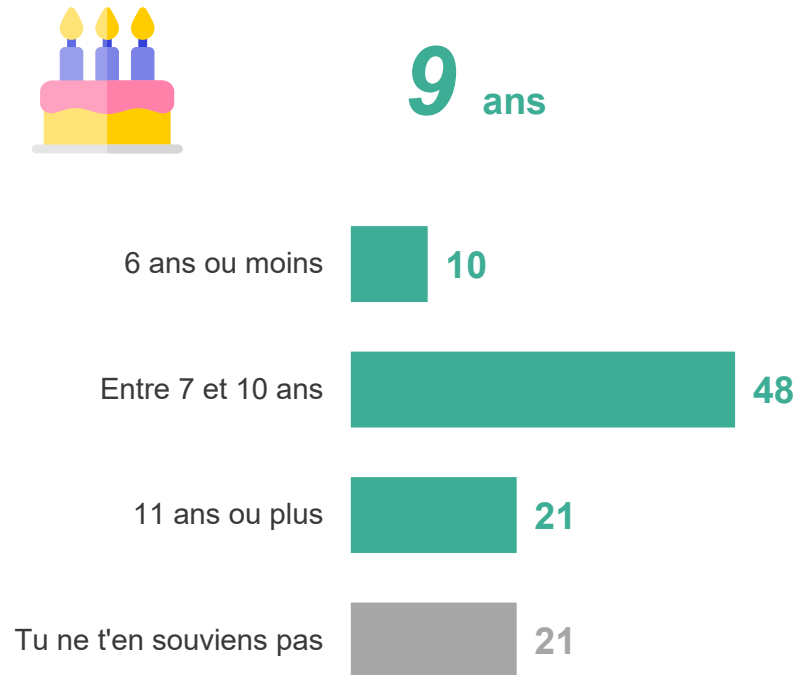 9 ans
6 ans ou moins 10
Entre 7 et 10 ans 48
11 ans ou plus 21
Tu ne t'en souviens pas 21